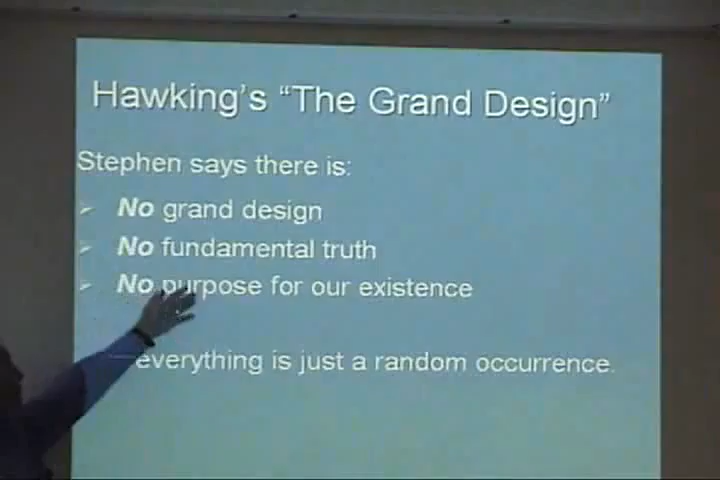 Hawking's "The Grand Design"
Stephen says there is:
No grand design
No fundamental truth
No purpose for our existence
everything is just a random occurrence.